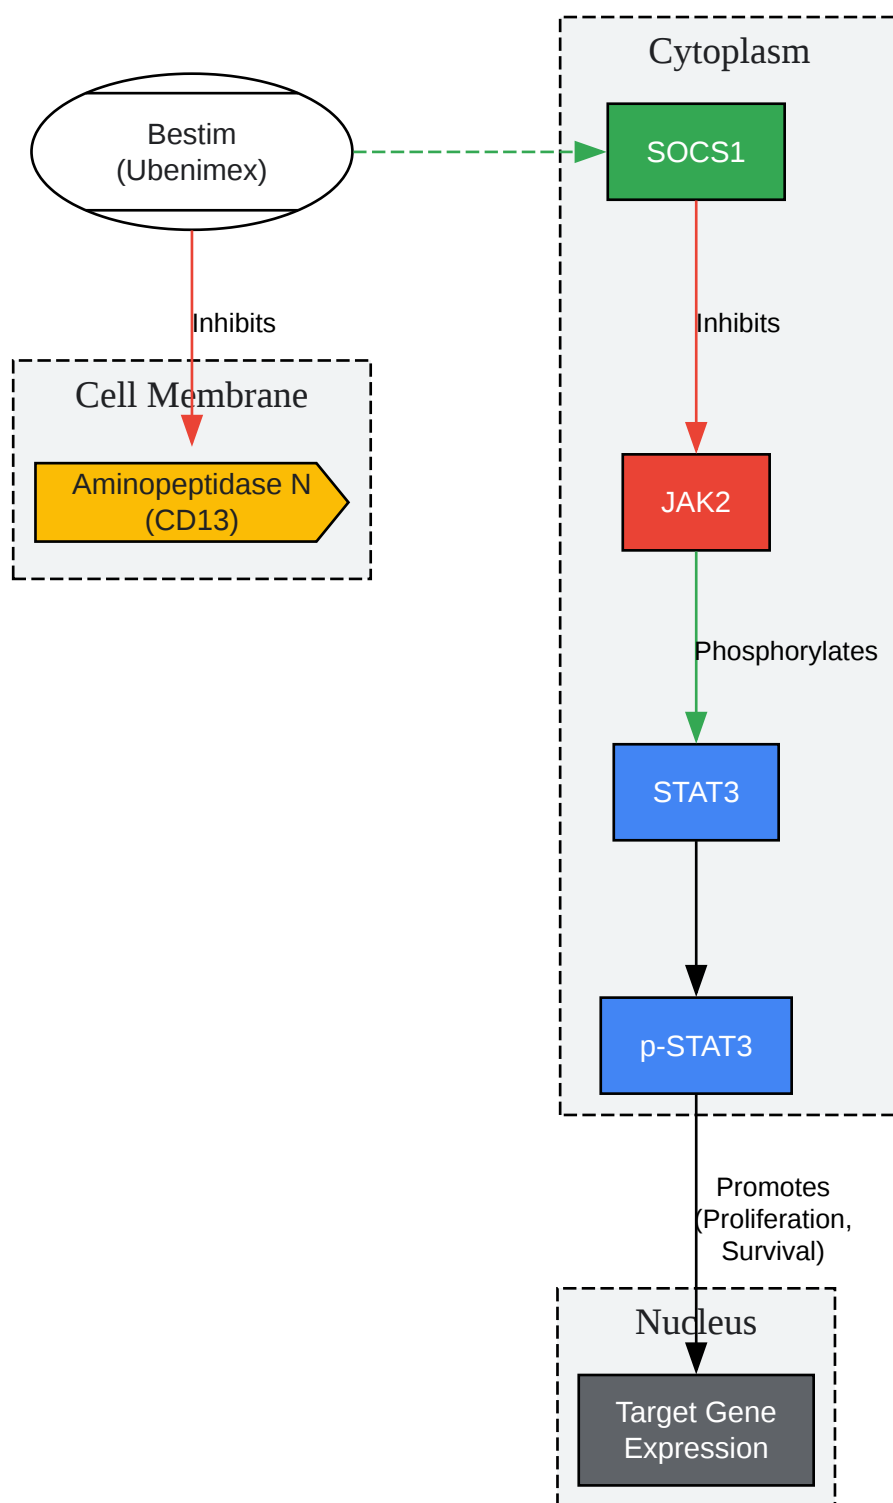 Cytoplasm
Bestim
(Ubenimex)
SOCS1
Inhibits
Inhibits
Cell Membrane
Aminopeptidase N
(CD13)
JAK2
Phosphorylates
STAT3
p-STAT3
Promotes
(Proliferation,
Survival)
Nucleus
Target Gene
Expression